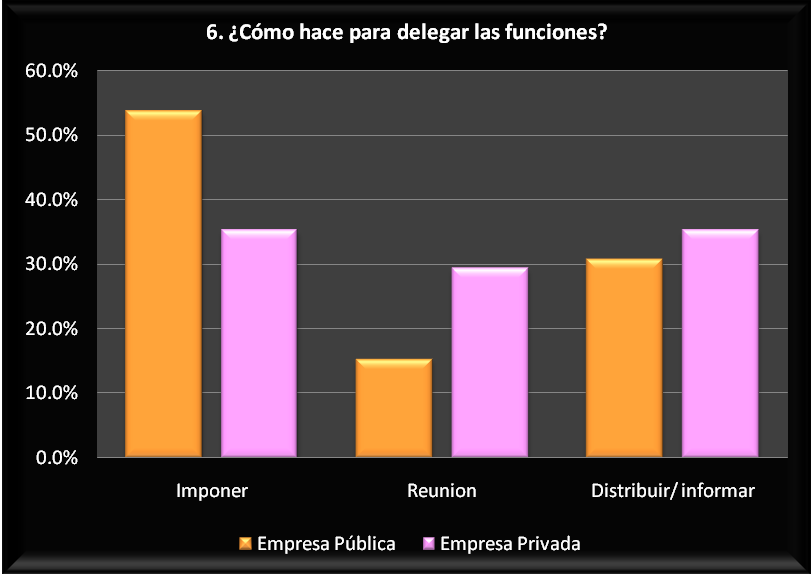 6. ¿Cómo hace para delegar las funciones?
60.0%
50.0%
40.0%
30.0%
20.0%
10.0%
0.0%
Imponer Reunion Distribuir/ informar
Empresa Pública Empresa Privada